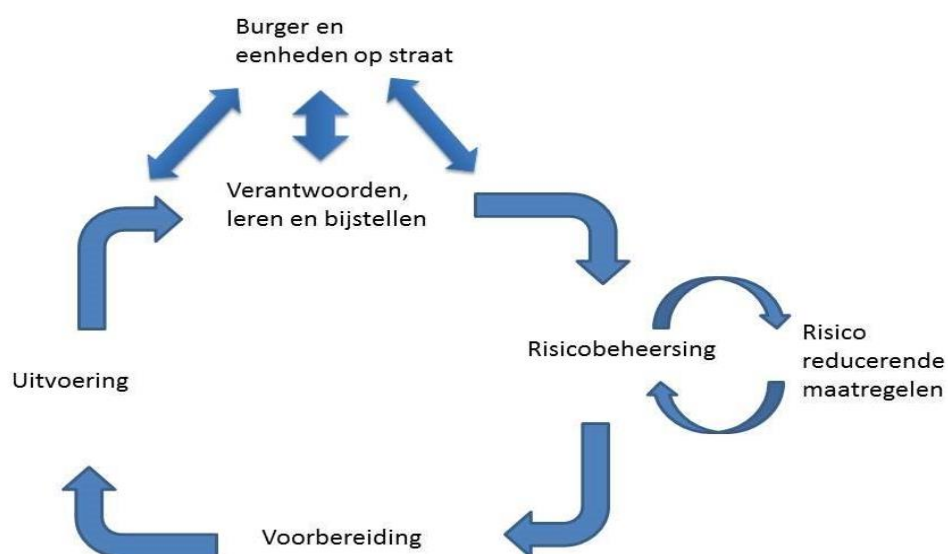 Burger en
eenheden op straat
Verantwoorden,
leren en bijstellen
Risicobeheersing
Risico
reducerende
maatregelen
Uitvoering
Voorbereiding